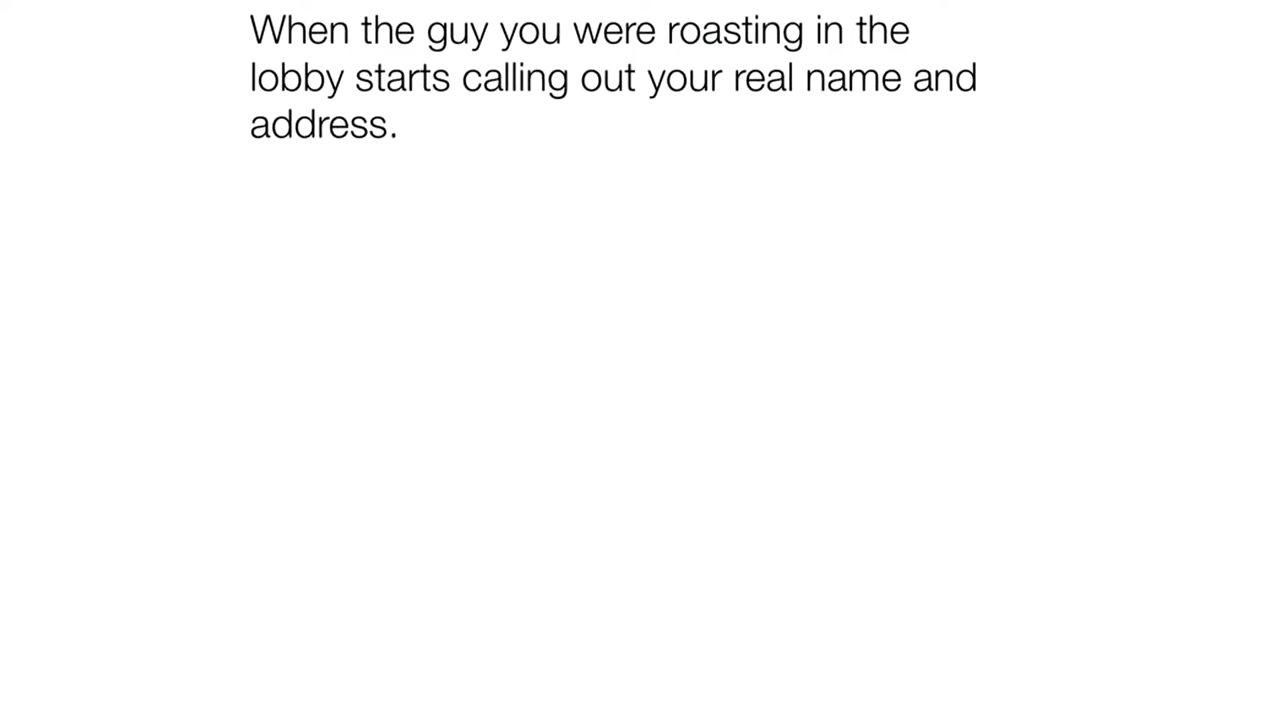 When the guy you were roasting in the
lobby starts calling out your real name and
address.